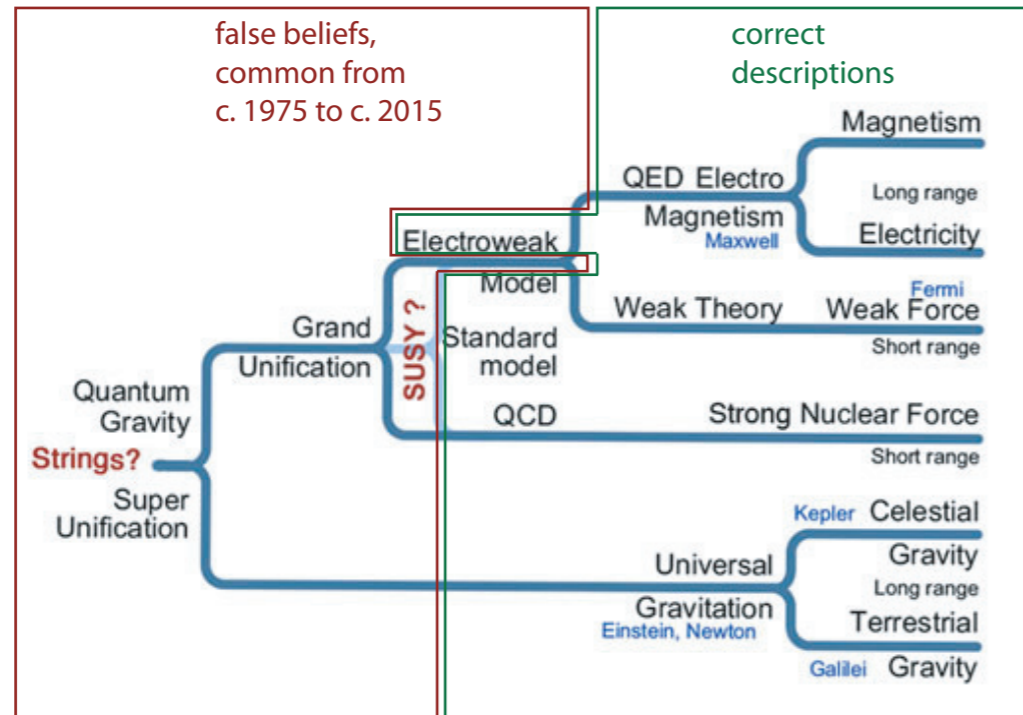 false beliefs,
common from
c. 1975 to c. 2015
correct
descriptions
Magnetism
QED Electro
Long range
Magnetism
Maxwell
Electricity
Electroweak
Model
Fermi
Weak Theory
Weak Force
Short range
Grand
Unification
SUSY ?
Standard
model
Quantum
Gravity
QCD
Strong Nuclear Force
Short range
Strings?
Super
Unification
Kepler
Celestial
Gravity
Universal
Long range
Gravitation
Einstein, Newton
Terrestrial
Galilei
Gravity